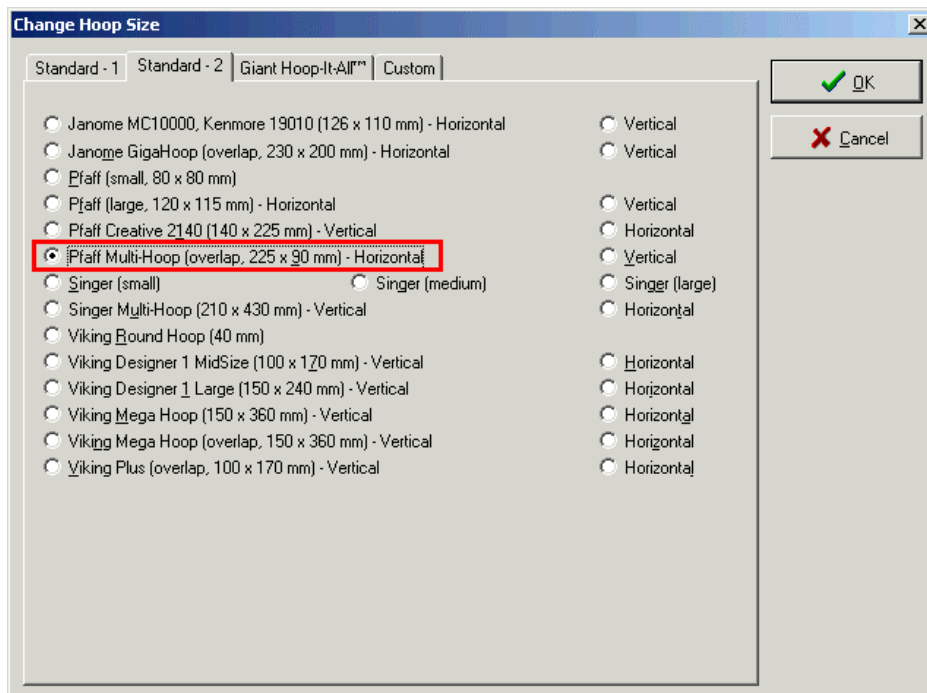 Change Hoop Size
Standard - 1 Standard - 2 Giant Hoop-It-All™ Custom
OK
Cancel
Janome MC10000, Kenmore 19010 (126 x 110 mm) - Horizontal Vertical
Janome GigaHoop (overlap, 230 x 200 mm) - Horizontal Vertical
Pfaff (small, 80 x 80 mm)
Pfaff (large, 120 x 115 mm) - Horizontal Vertical
Pfaff Creative 2140 (140 x 225 mm) - Vertical Horizontal
Pfaff Multi-Hoop (overlap, 225 x 90 mm) - Horizontal Vertical
Singer (small) Singer (medium) Singer (large)
Singer Multi-Hoop (210 x 430 mm) - Vertical Horizontal
Viking Round Hoop (40 mm)
Viking Designer 1 MidSize (100 x 170 mm) - Vertical Horizontal
Viking Designer 1 Large (150 x 240 mm) - Vertical Horizontal
Viking Mega Hoop (150 x 360 mm) - Vertical Horizontal
Viking Mega Hoop (overlap, 150 x 360 mm) - Vertical Horizontal
Viking Plus (overlap, 100 x 170 mm) - Vertical Horizontal